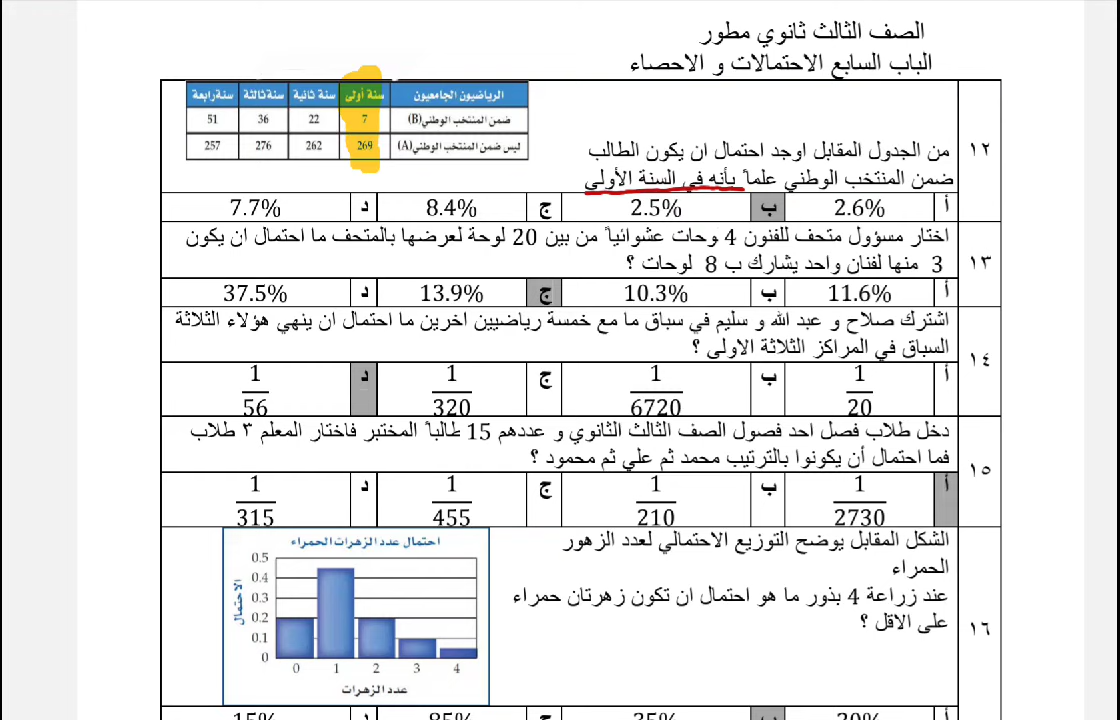 الصف الثالث ثانوي مطور
الباب السابع الاحتمالات و الاحصاء
الرياضيون الجامعيون سنة أولى سنة ثانية سنة ثالثة سنة رابعة
ضمن المنتخب الوطني(B) 7 22 36 51
ليس ضمن المنتخب الوطني(A) 269 262 276 257
١٢ من الجدول المقابل اوجد احتمال ان يكون الطالب
ضمن المنتخب الوطني علماً بأنه في السنة الأولى
أ 2.6% ب 2.5% ج 8.4% د 7.7%
اختار مسؤول متحف للفنون 4 لوحات عشوائياً من بين 20 لوحة لعرضها بالمتحف ما احتمال ان يكون
١٣ 3 منها لفنان واحد يشارك ب 8 لوحات ؟
أ 11.6% ب 10.3% ج 13.9% د 37.5%
اشترك صلاح و عبد الله و سليم في سباق ما مع خمسة رياضيين اخرين ما احتمال ان ينهي هؤلاء الثلاثة
١٤ السباق في المراكز الثلاثة الاولى ؟
أ 1/20 ب 1/6720 ج 1/320 د 1/56
دخل طلاب فصل احد فصول الصف الثالث الثانوي و عددهم 15 طالباً المختبر فاختار المعلم ٣ طلاب
١٥ فما احتمال أن يكونوا بالترتيب محمد ثم علي ثم محمود ؟
أ 1/2730 ب 1/210 ج 1/455 د 1/315
١٦ الشكل المقابل يوضح التوزيع الاحتمالي لعدد الزهور
الحمراء
عند زراعة 4 بذور ما هو احتمال ان تكون زهرتان حمراء
على الاقل ؟
احتمال عدد الزهرات الحمراء
الاحتمال
0.5
0.4
0.3
0.2
0.1
0
0 1 2 3 4
عدد الزهرات
أ 30% ب 35% ج 85% د 15%